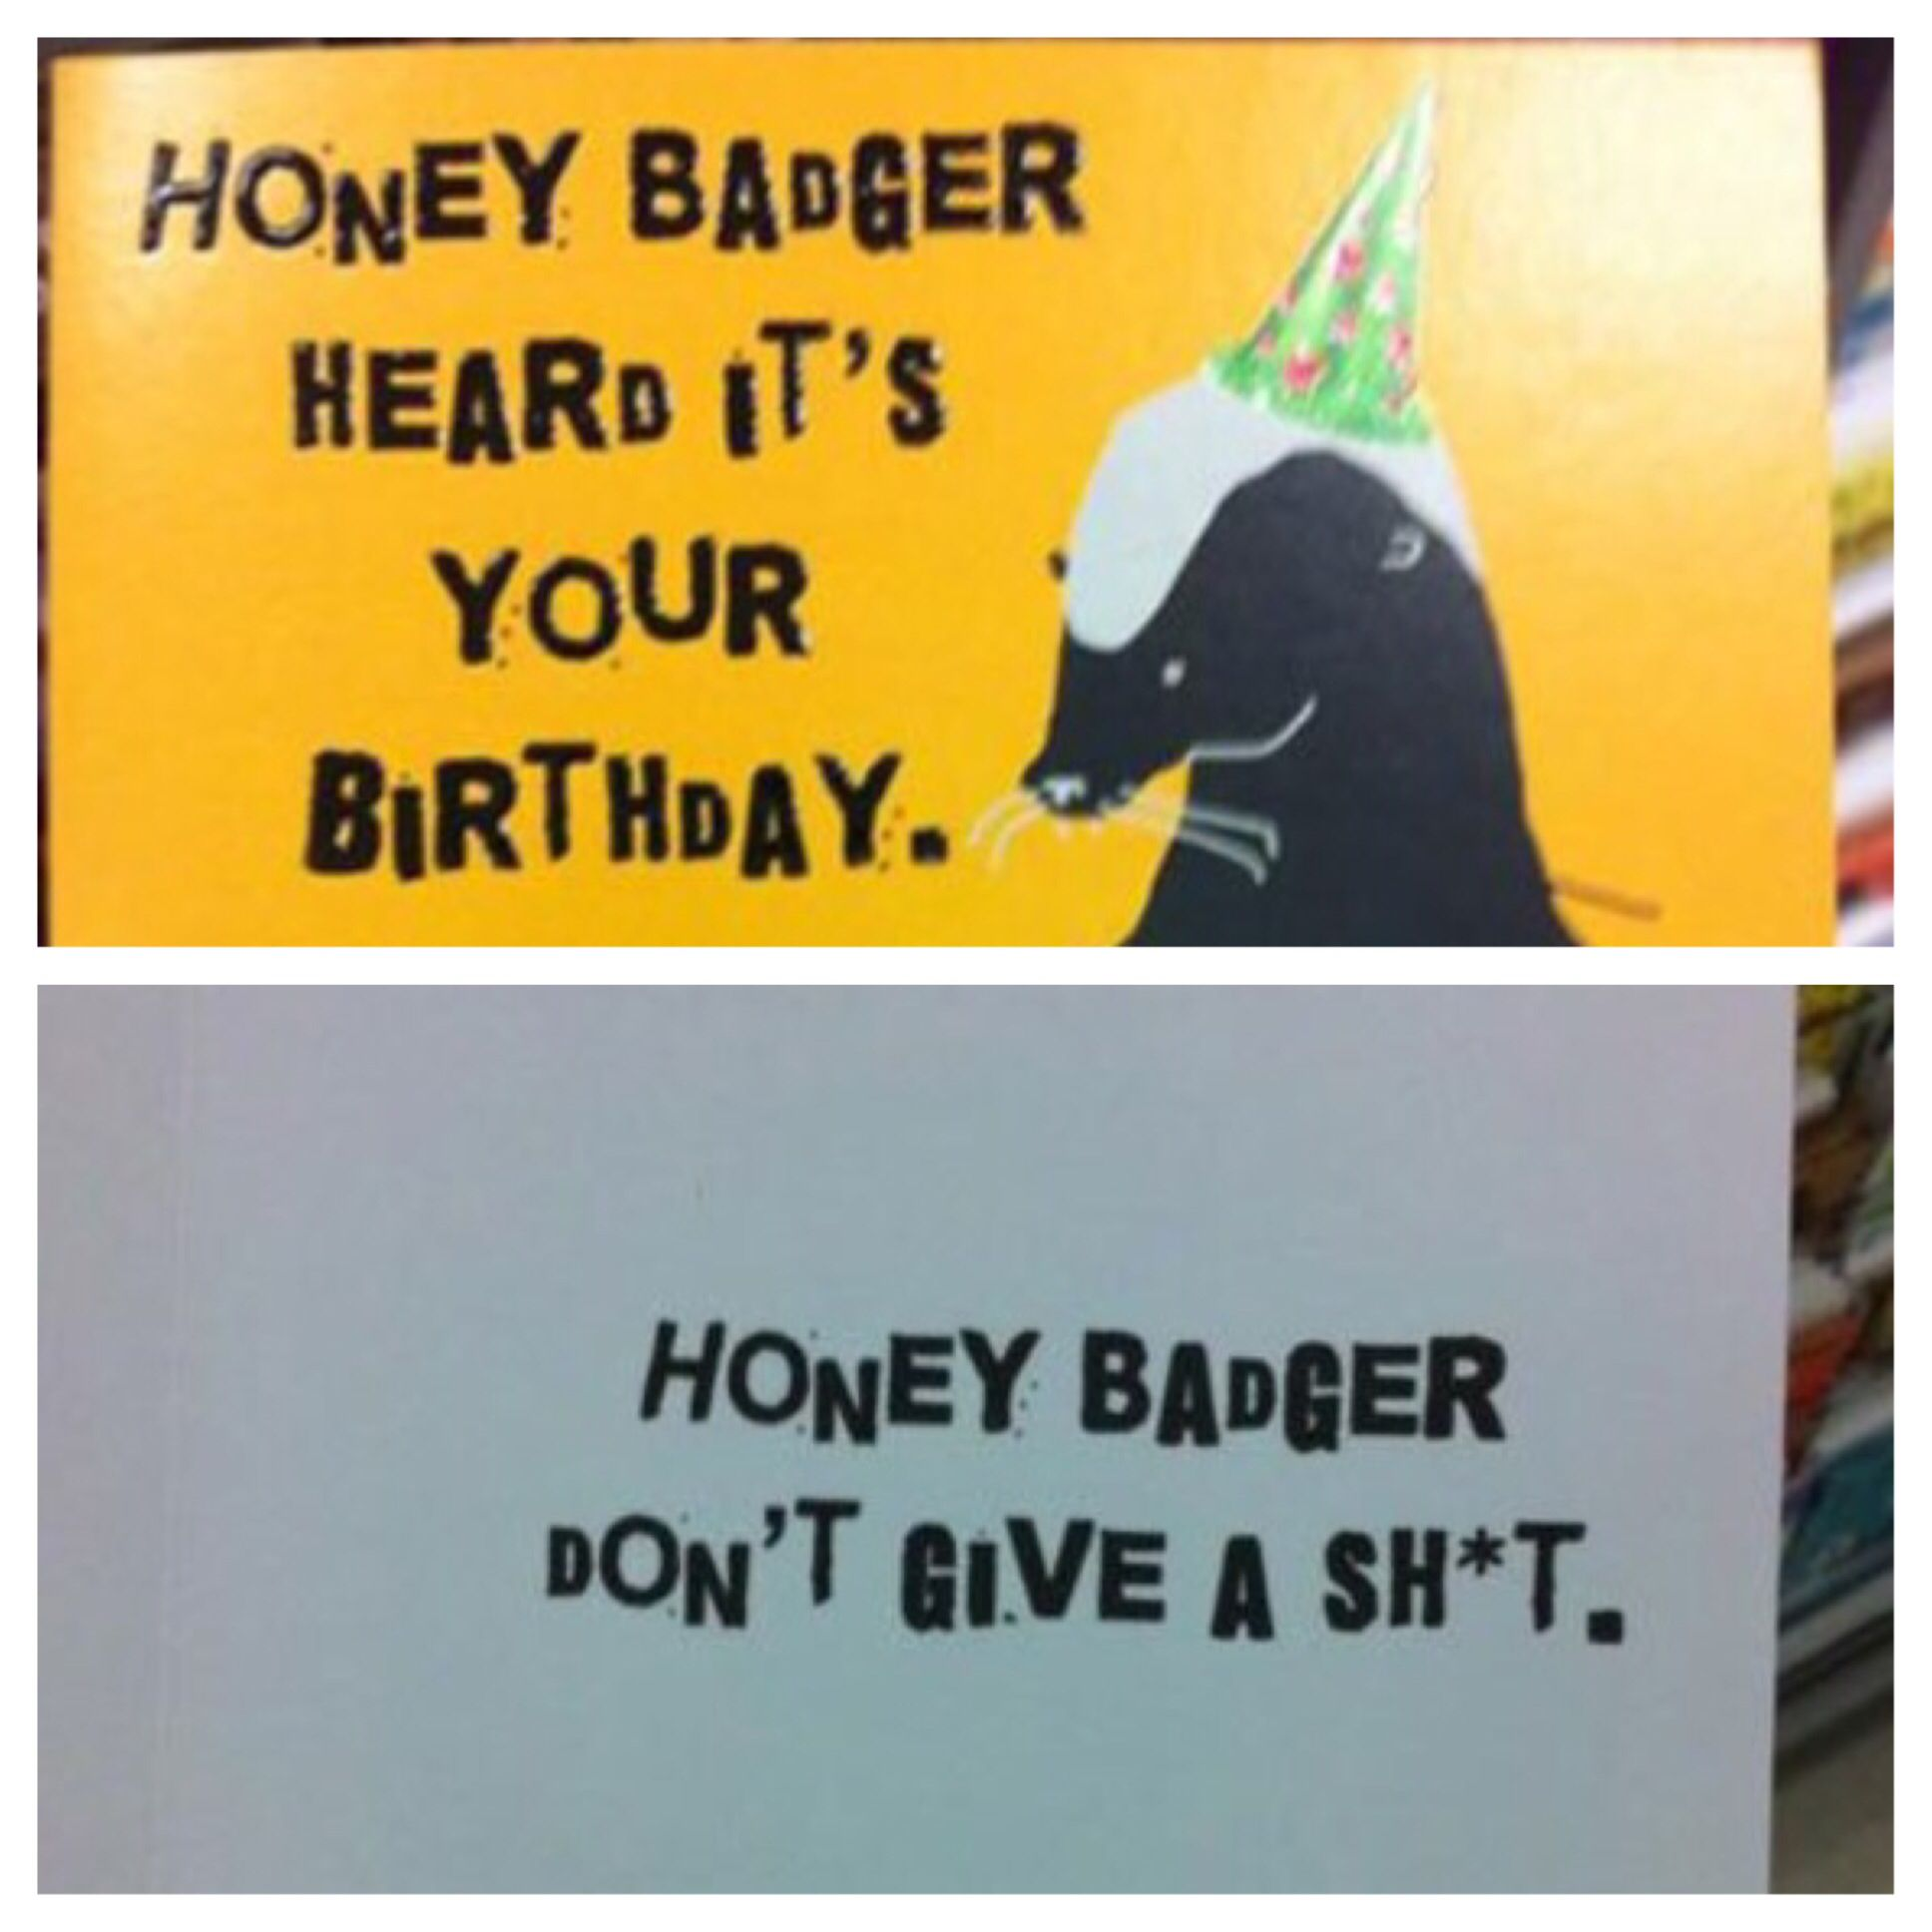 HONEY BADGER
HEARD IT'S
YOUR
BIRTHDAY.
HONEY BADGER
DON'T GIVE A SH*T.